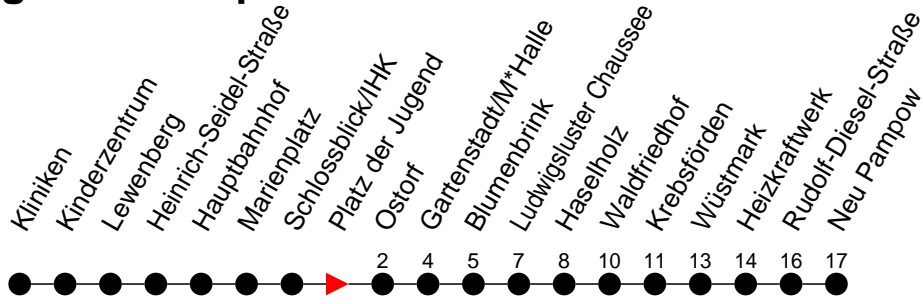 Kliniken
Kinderzentrum
Lewenberg
Heinrich-Seidel-Straße
Hauptbahnhof
Marienplatz
Schlossblick/IHK
Platz der Jugend
Ostorf
Gartenstadt/M*Halle
Blumenbrink
Ludwigsluster Chaussee
Haselholz
Waldfriedhof
Krebsförden
Wüstmark
Heizkraftwerk
Rudolf-Diesel-Straße
Neu Pampow
2 4 5 7 8 10 11 13 14 16 17